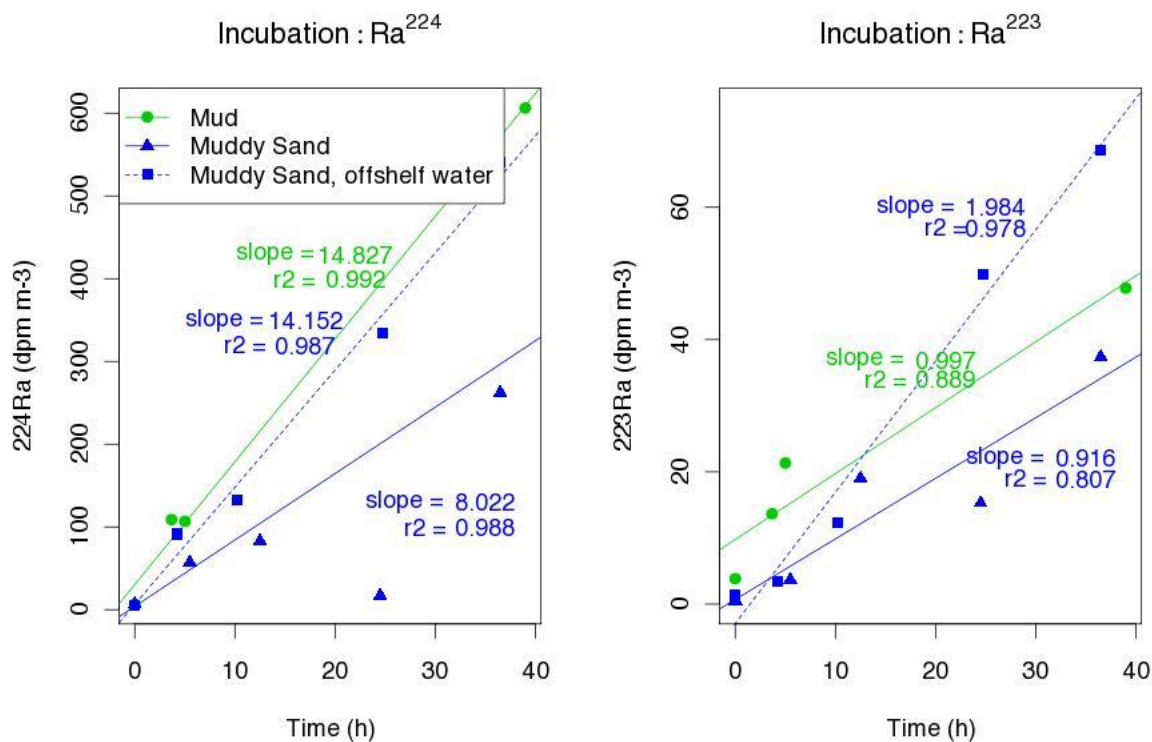 Incubation : Ra224
224Ra (dpm m-3)
600
500
400
300
200
100
0
Mud
Muddy Sand
Muddy Sand, offshelf water
slope = 14.827
r2 = 0.992
slope = 14.152
r2 = 0.987
slope = 8.022
r2 = 0.988
0 10 20 30 40
Time (h)
Incubation : Ra223
223Ra (dpm m-3)
60
40
20
0
slope = 1.984
r2 = 0.978
slope = 0.997
r2 = 0.889
slope = 0.916
r2 = 0.807
0 10 20 30 40
Time (h)